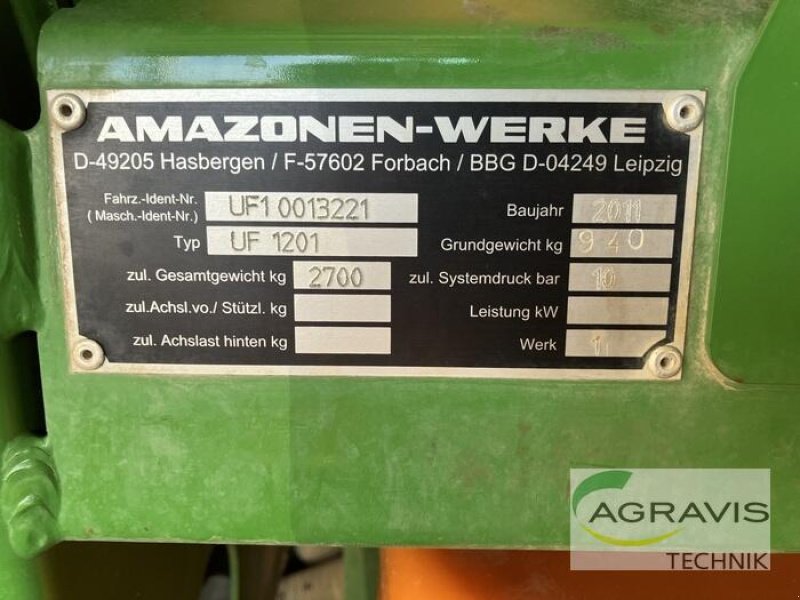 AMAZONEN-WERKE
D-49205 Hasbergen / F-57602 Forbach / BBG D-04249 Leipzig
Fahrz.-Ident-Nr. UF1 0013221 Baujahr 2011
( Masch.-Ident-Nr.)
Typ UF 1201 Grundgewicht kg 940
zul. Gesamtgewicht kg 2700 zul. Systemdruck bar 10
zul.Achsl.vo./ Stützl. kg Leistung kW
zul. Achslast hinten kg Werk 1
AGRAVIS
TECHNIK